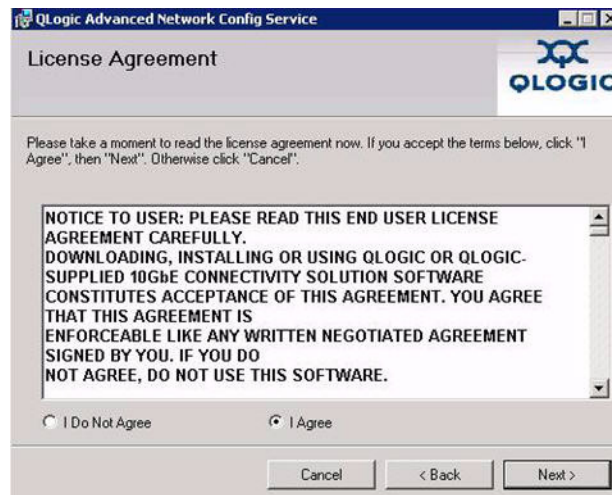 QLogic Advanced Network Config Service
License Agreement
QLOGIC
Please take a moment to read the license agreement now. If you accept the terms below, click "I
Agree", then "Next". Otherwise click "Cancel".
NOTICE TO USER: PLEASE READ THIS END USER LICENSE
AGREEMENT CAREFULLY.
DOWNLOADING, INSTALLING OR USING QLOGIC OR QLOGIC-
SUPPLIED 10GbE CONNECTIVITY SOLUTION SOFTWARE
CONSTITUTES ACCEPTANCE OF THIS AGREEMENT. YOU AGREE
THAT THIS AGREEMENT IS
ENFORCEABLE LIKE ANY WRITTEN NEGOTIATED AGREEMENT
SIGNED BY YOU. IF YOU DO
NOT AGREE, DO NOT USE THIS SOFTWARE.
I Do Not Agree
I Agree
Cancel
< Back
Next >